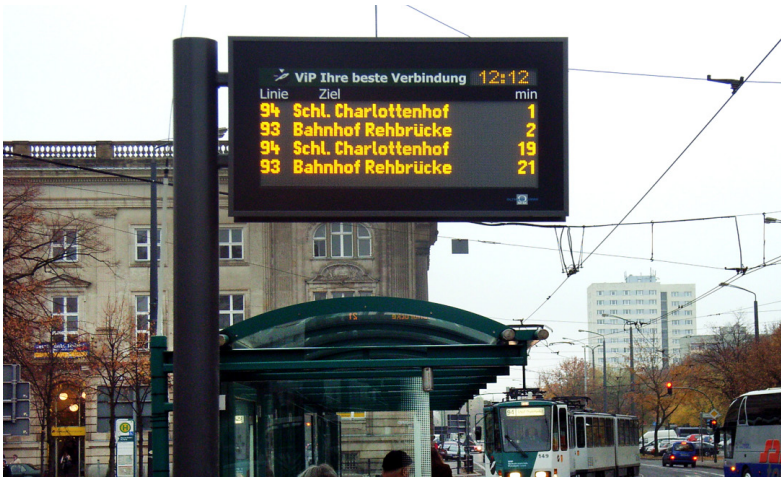 ViP Ihre beste Verbindung 12:12
Linie Ziel min
94 Schl. Charlottenhof 1
93 Bahnhof Rehbrücke 2
94 Schl. Charlottenhof 19
93 Bahnhof Rehbrücke 21
H
149